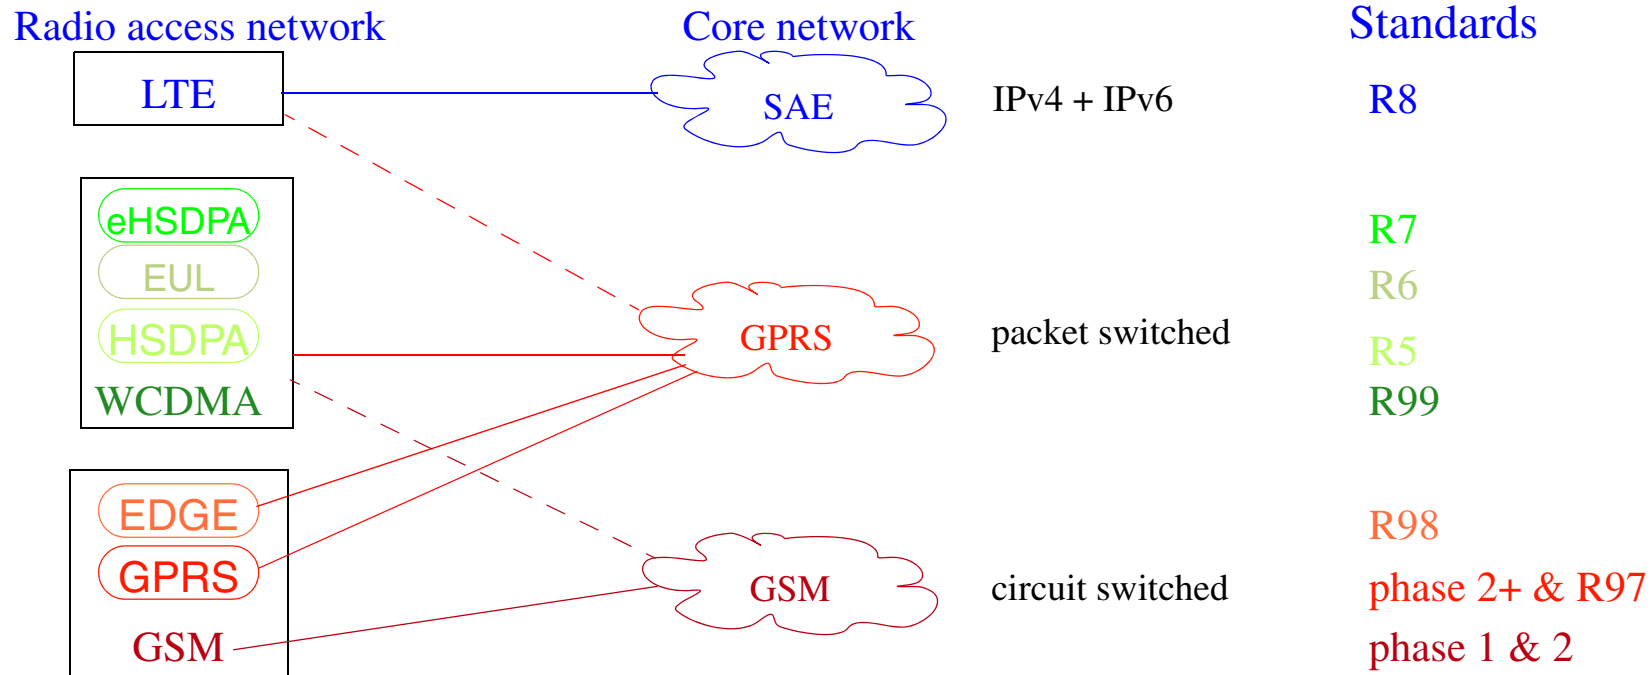 Radio access network Core network Standards
LTE SAE IPv4 + IPv6 R8
eHSDPA R7
EUL R6
HSDPA GPRS packet switched R5
WCDMA R99
EDGE R98
GPRS GSM circuit switched phase 2+ & R97
GSM phase 1 & 2